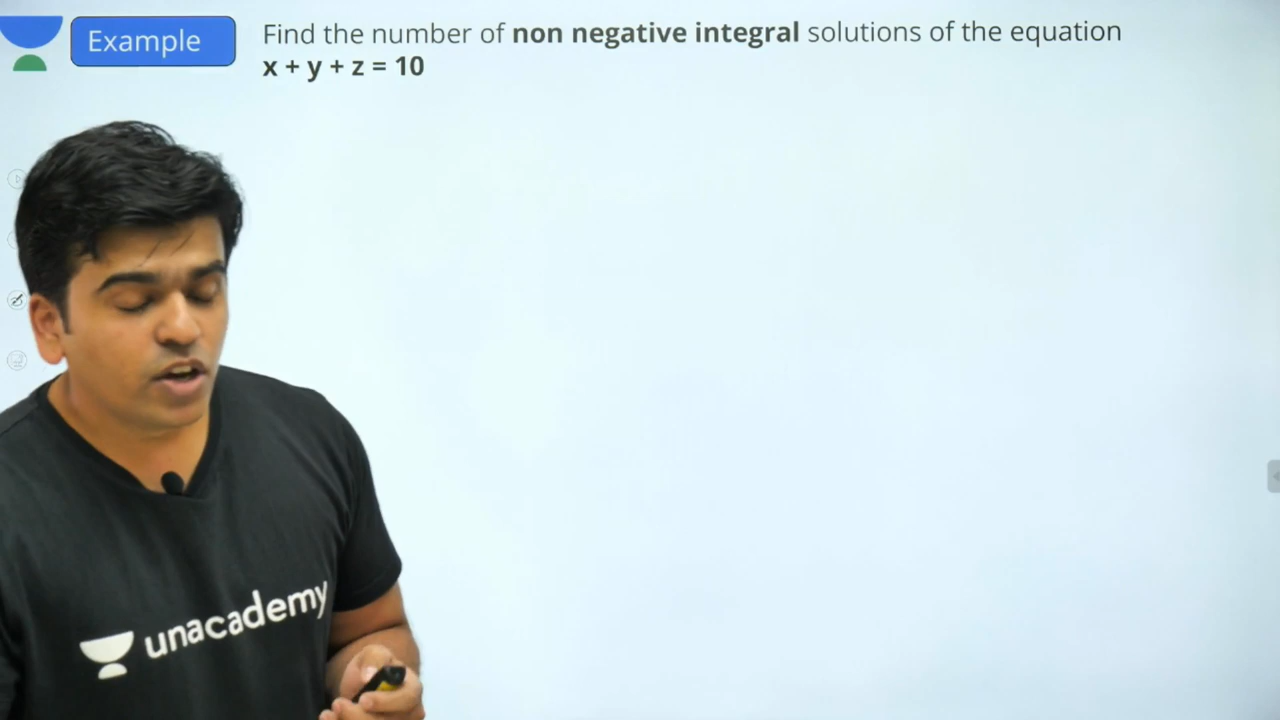 Example
Find the number of non negative integral solutions of the equation
x + y + z = 10
unacademy